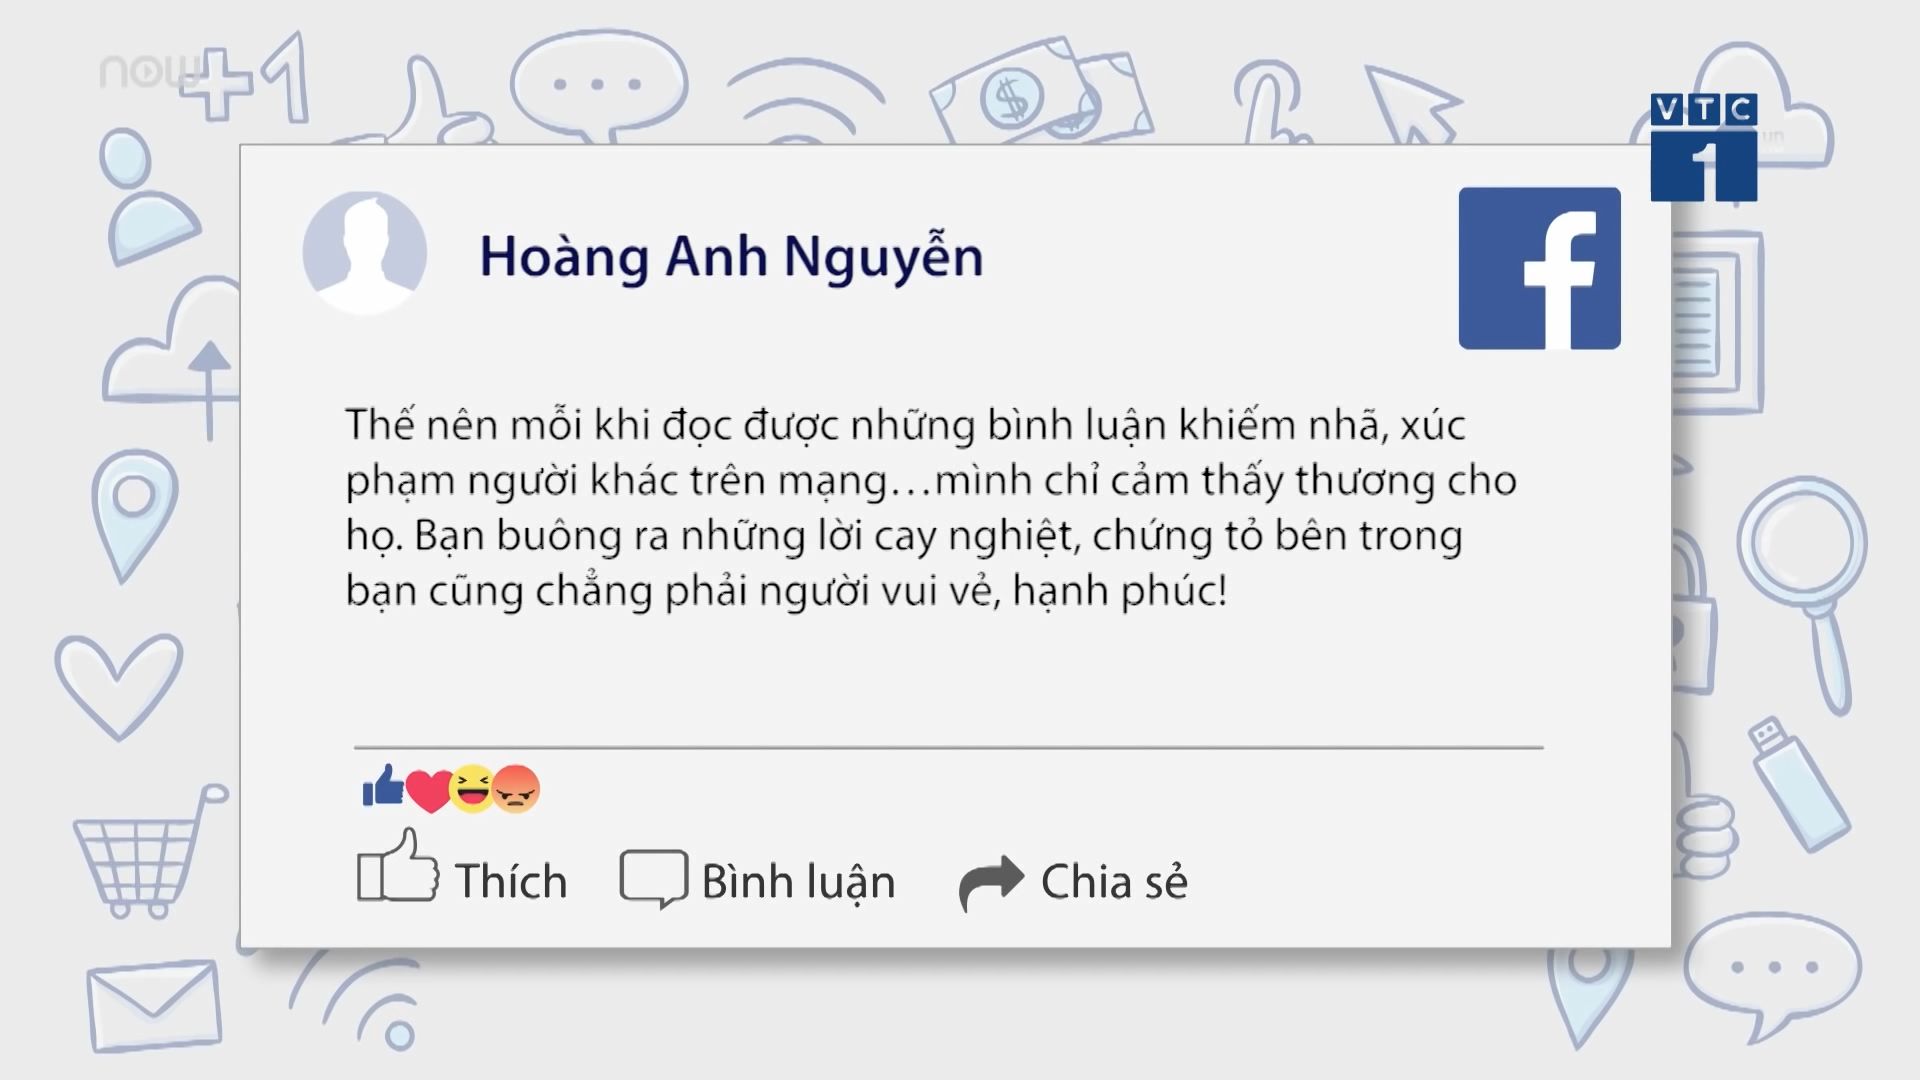 now
+1
VTC
1
Hoàng Anh Nguyễn
f
Thế nên mỗi khi đọc được những bình luận khiếm nhã, xúc
phạm người khác trên mạng...mình chỉ cảm thấy thương cho
họ. Bạn buông ra những lời cay nghiệt, chứng tỏ bên trong
bạn cũng chẳng phải người vui vẻ, hạnh phúc!
Thích
Bình luận
Chia sẻ